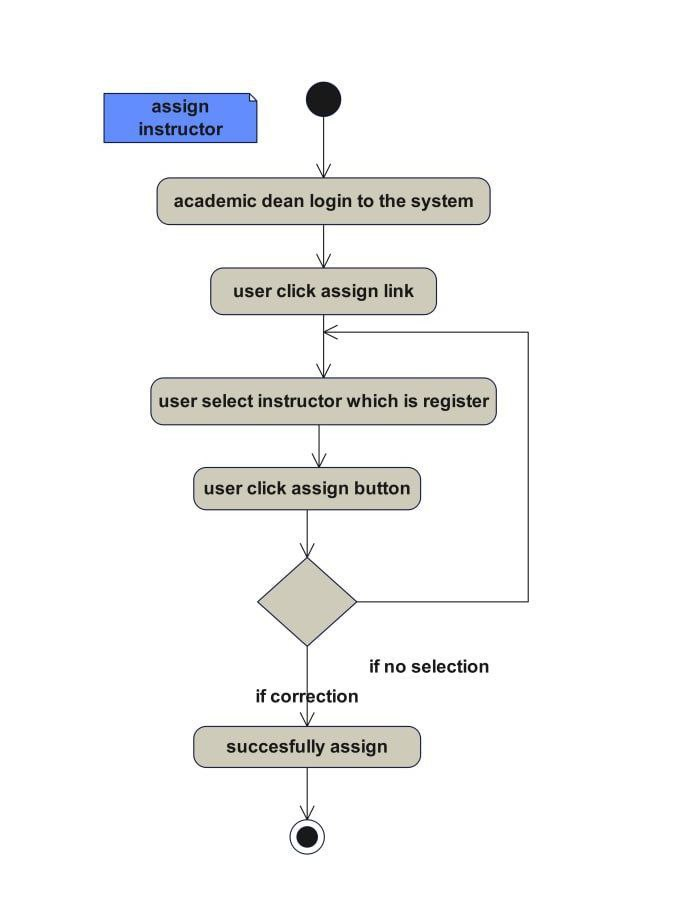 assign
instructor
academic dean login to the system
user click assign link
user select instructor which is register
user click assign button
if no selection
if correction
succesfully assign